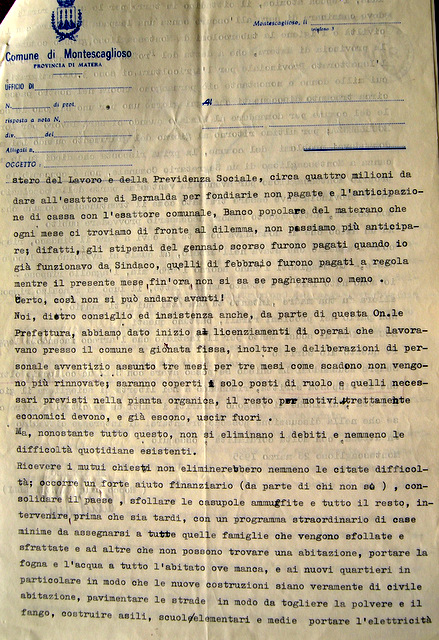 Comune di Montescaglioso
PROVINCIA DI MATERA
Montescaglioso, li
UFFICIO DI
N. di prot.
Al
risposta a nota N.
div. del
Allegati n.
OGGETTO :
stero del Lavoro e della Previdenza Sociale, circa quattro milioni da
dare all'esattore di Bernalda per fondiarie non pagate e l'anticipazio-
ne di cassa con l'esattore comunale, Banco popolare del materano che
ogni mese ci troviamo di fronte al dilemma, non possiamo più anticipa-
re; difatti, gli stipendi del gennaio scorso furono pagati quando io
già funzionavo da Sindaco, quelli di febbraio furono pagati a regola
mentre il presente mese fin'ora non si sa se pagheranno o meno .
Certo, così non si può andare avanti!
Noi, dietro consiglio ed insistenza anche, da parte di questa On.le
Prefettura, abbiamo dato inizio ai licenziamenti di operai che lavora-
vano presso il comune a gionata fissa, inoltre le deliberazioni di per-
sonale avventizio assunto tre mesi per tre mesi come scadono non vengo-
no più rinnovate; saranno coperti i solo posti di ruolo e quelli neces-
sari previsti nella pianta organica, il resto per motivi strettamente
economici devono, e già escono, uscir fuori .
Ma, nonostante tutto questo, non si eliminano i debiti e nemmeno le
difficoltà quotidiane esistenti.
Ricevere i mutui chiesti non eliminerebbero nemmeno le citate difficol-
tà; occorre un forte aiuto finanziario (da parte di chi non so ) , con-
solidare il paese , sfollare le casupole ammuffite e tutto il resto, in-
tervenire,prima che sia tardi, con un programma straordinario di case
minime da assegnarsi a tutte quelle famiglie che vengono sfollate e
sfrattate e ad altre che non possono trovare una abitazione, portare la
fogna e l'acqua a tutto l'abitato ove manca, e ai nuovi quartieri in
particolare in modo che le nuove costruzioni siano veramente di civile
abitazione, pavimentare le strade in modo da togliere la polvere e il
fango, costruire asili, scuole elementari e medie portare l'elettricità